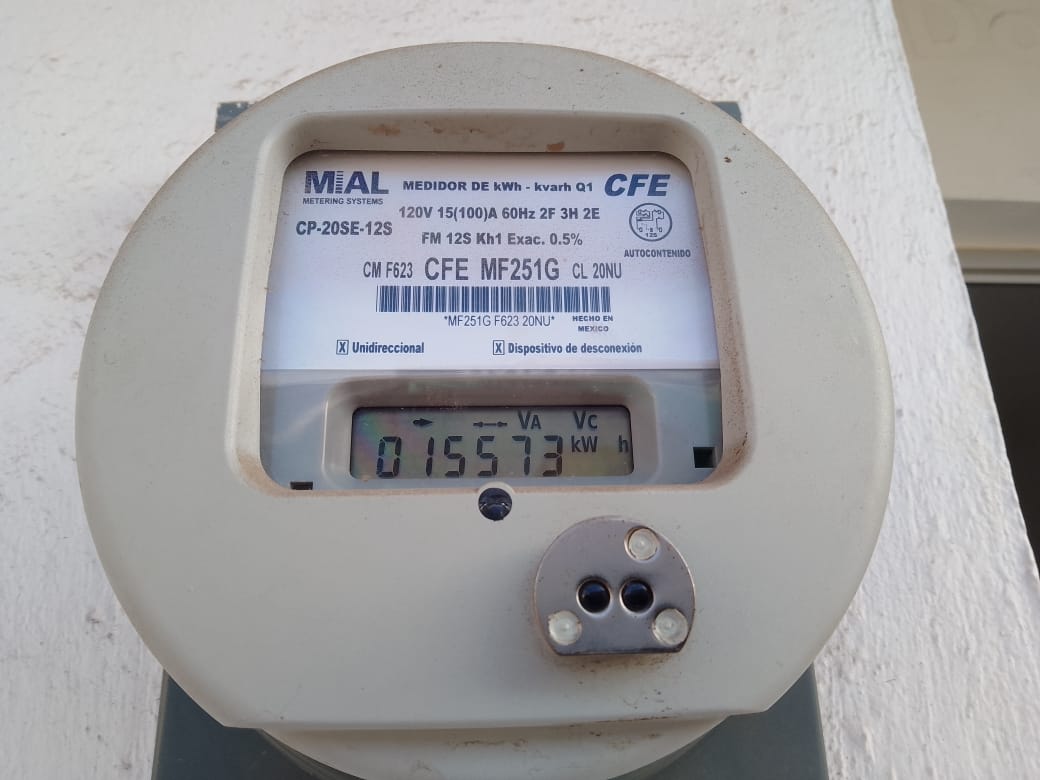 MIAL
METERING SYSTEMS
MEDIDOR DE kWh - kvarh Q1
CFE
120V 15(100)A 60Hz 2F 3H 2E
CP-20SE-12S
FM 12S Kh1 Exac. 0.5%
12S
AUTOCONTENIDO
CM F623 CFE MF251G CL 20NU
*MF251G F623 20NU*
HECHO EN
MEXICO
X Unidireccional
X Dispositivo de desconexión
VA VC
015573 kW h